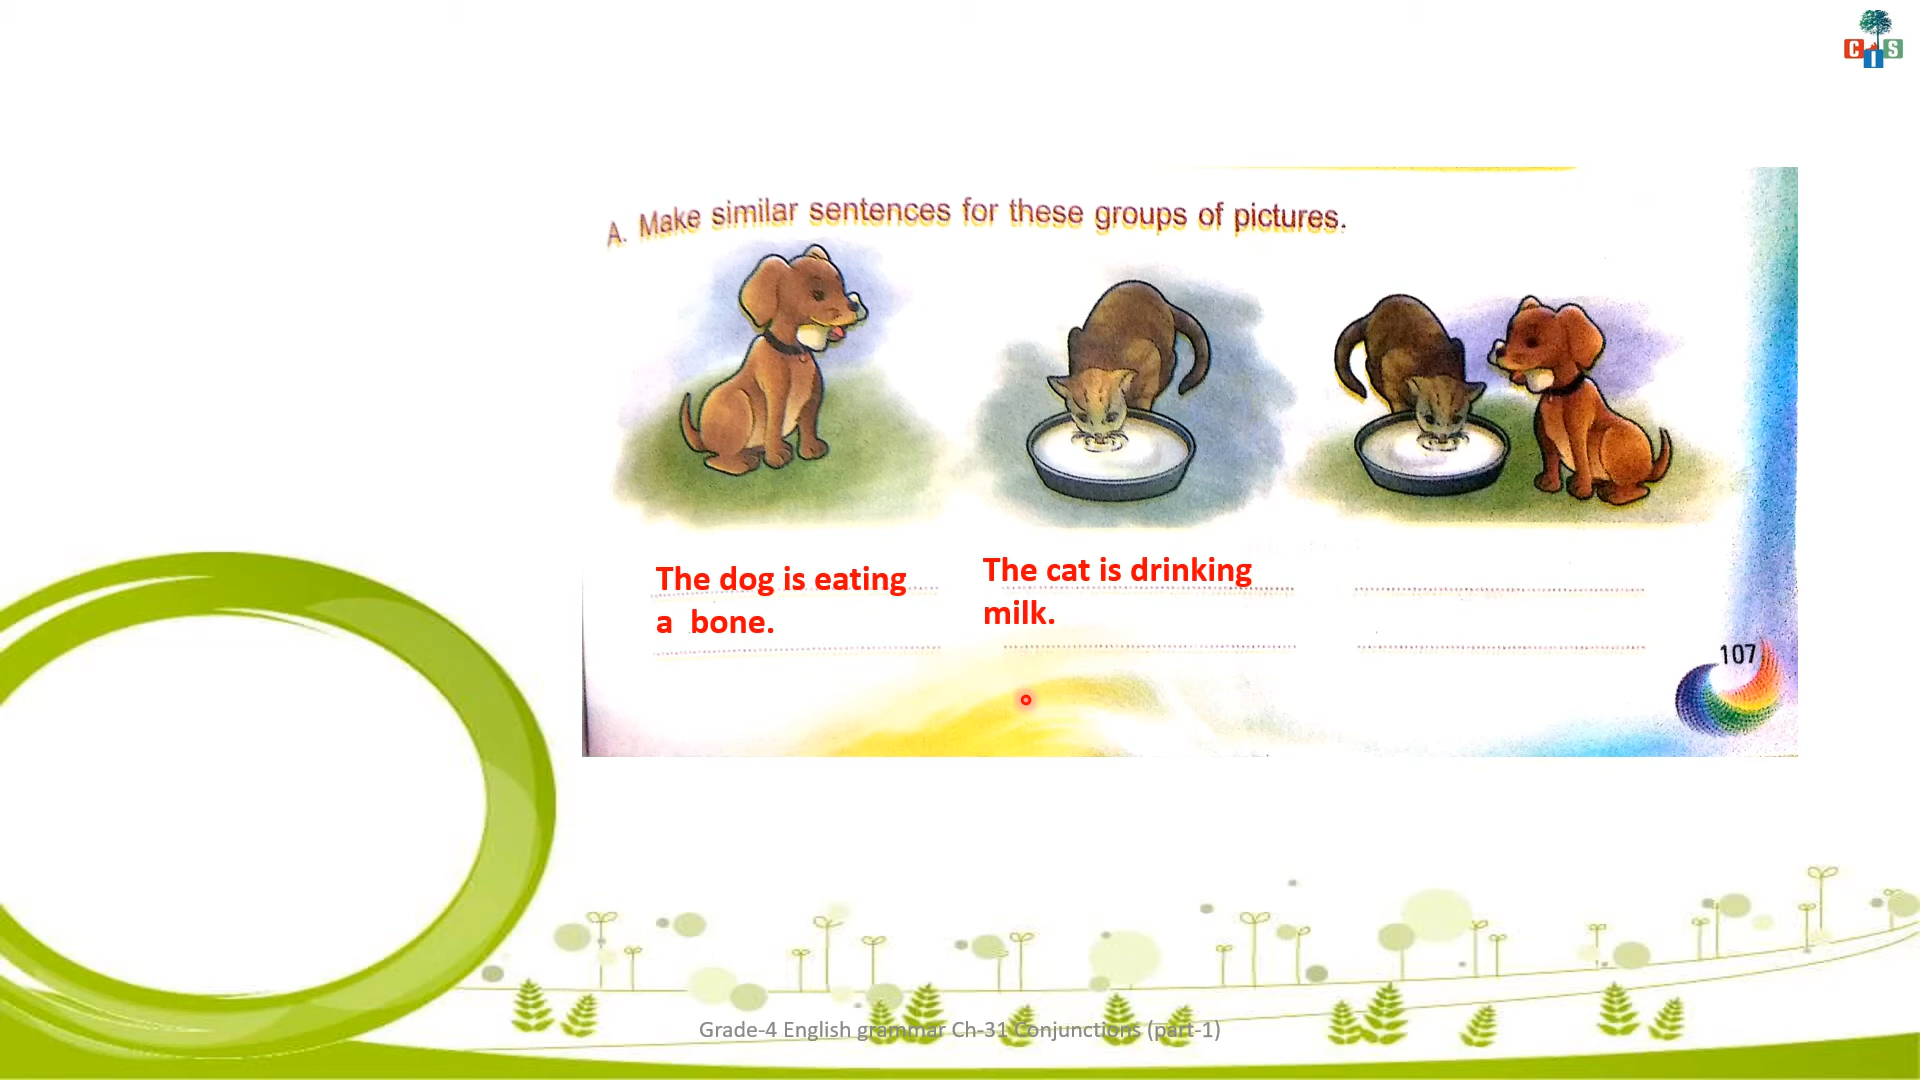 C I S
A. Make similar sentences for these groups of pictures.
The dog is eating
a bone.
The cat is drinking
milk.
107
Grade-4 English grammar Ch-31 Conjunctions (part-1)